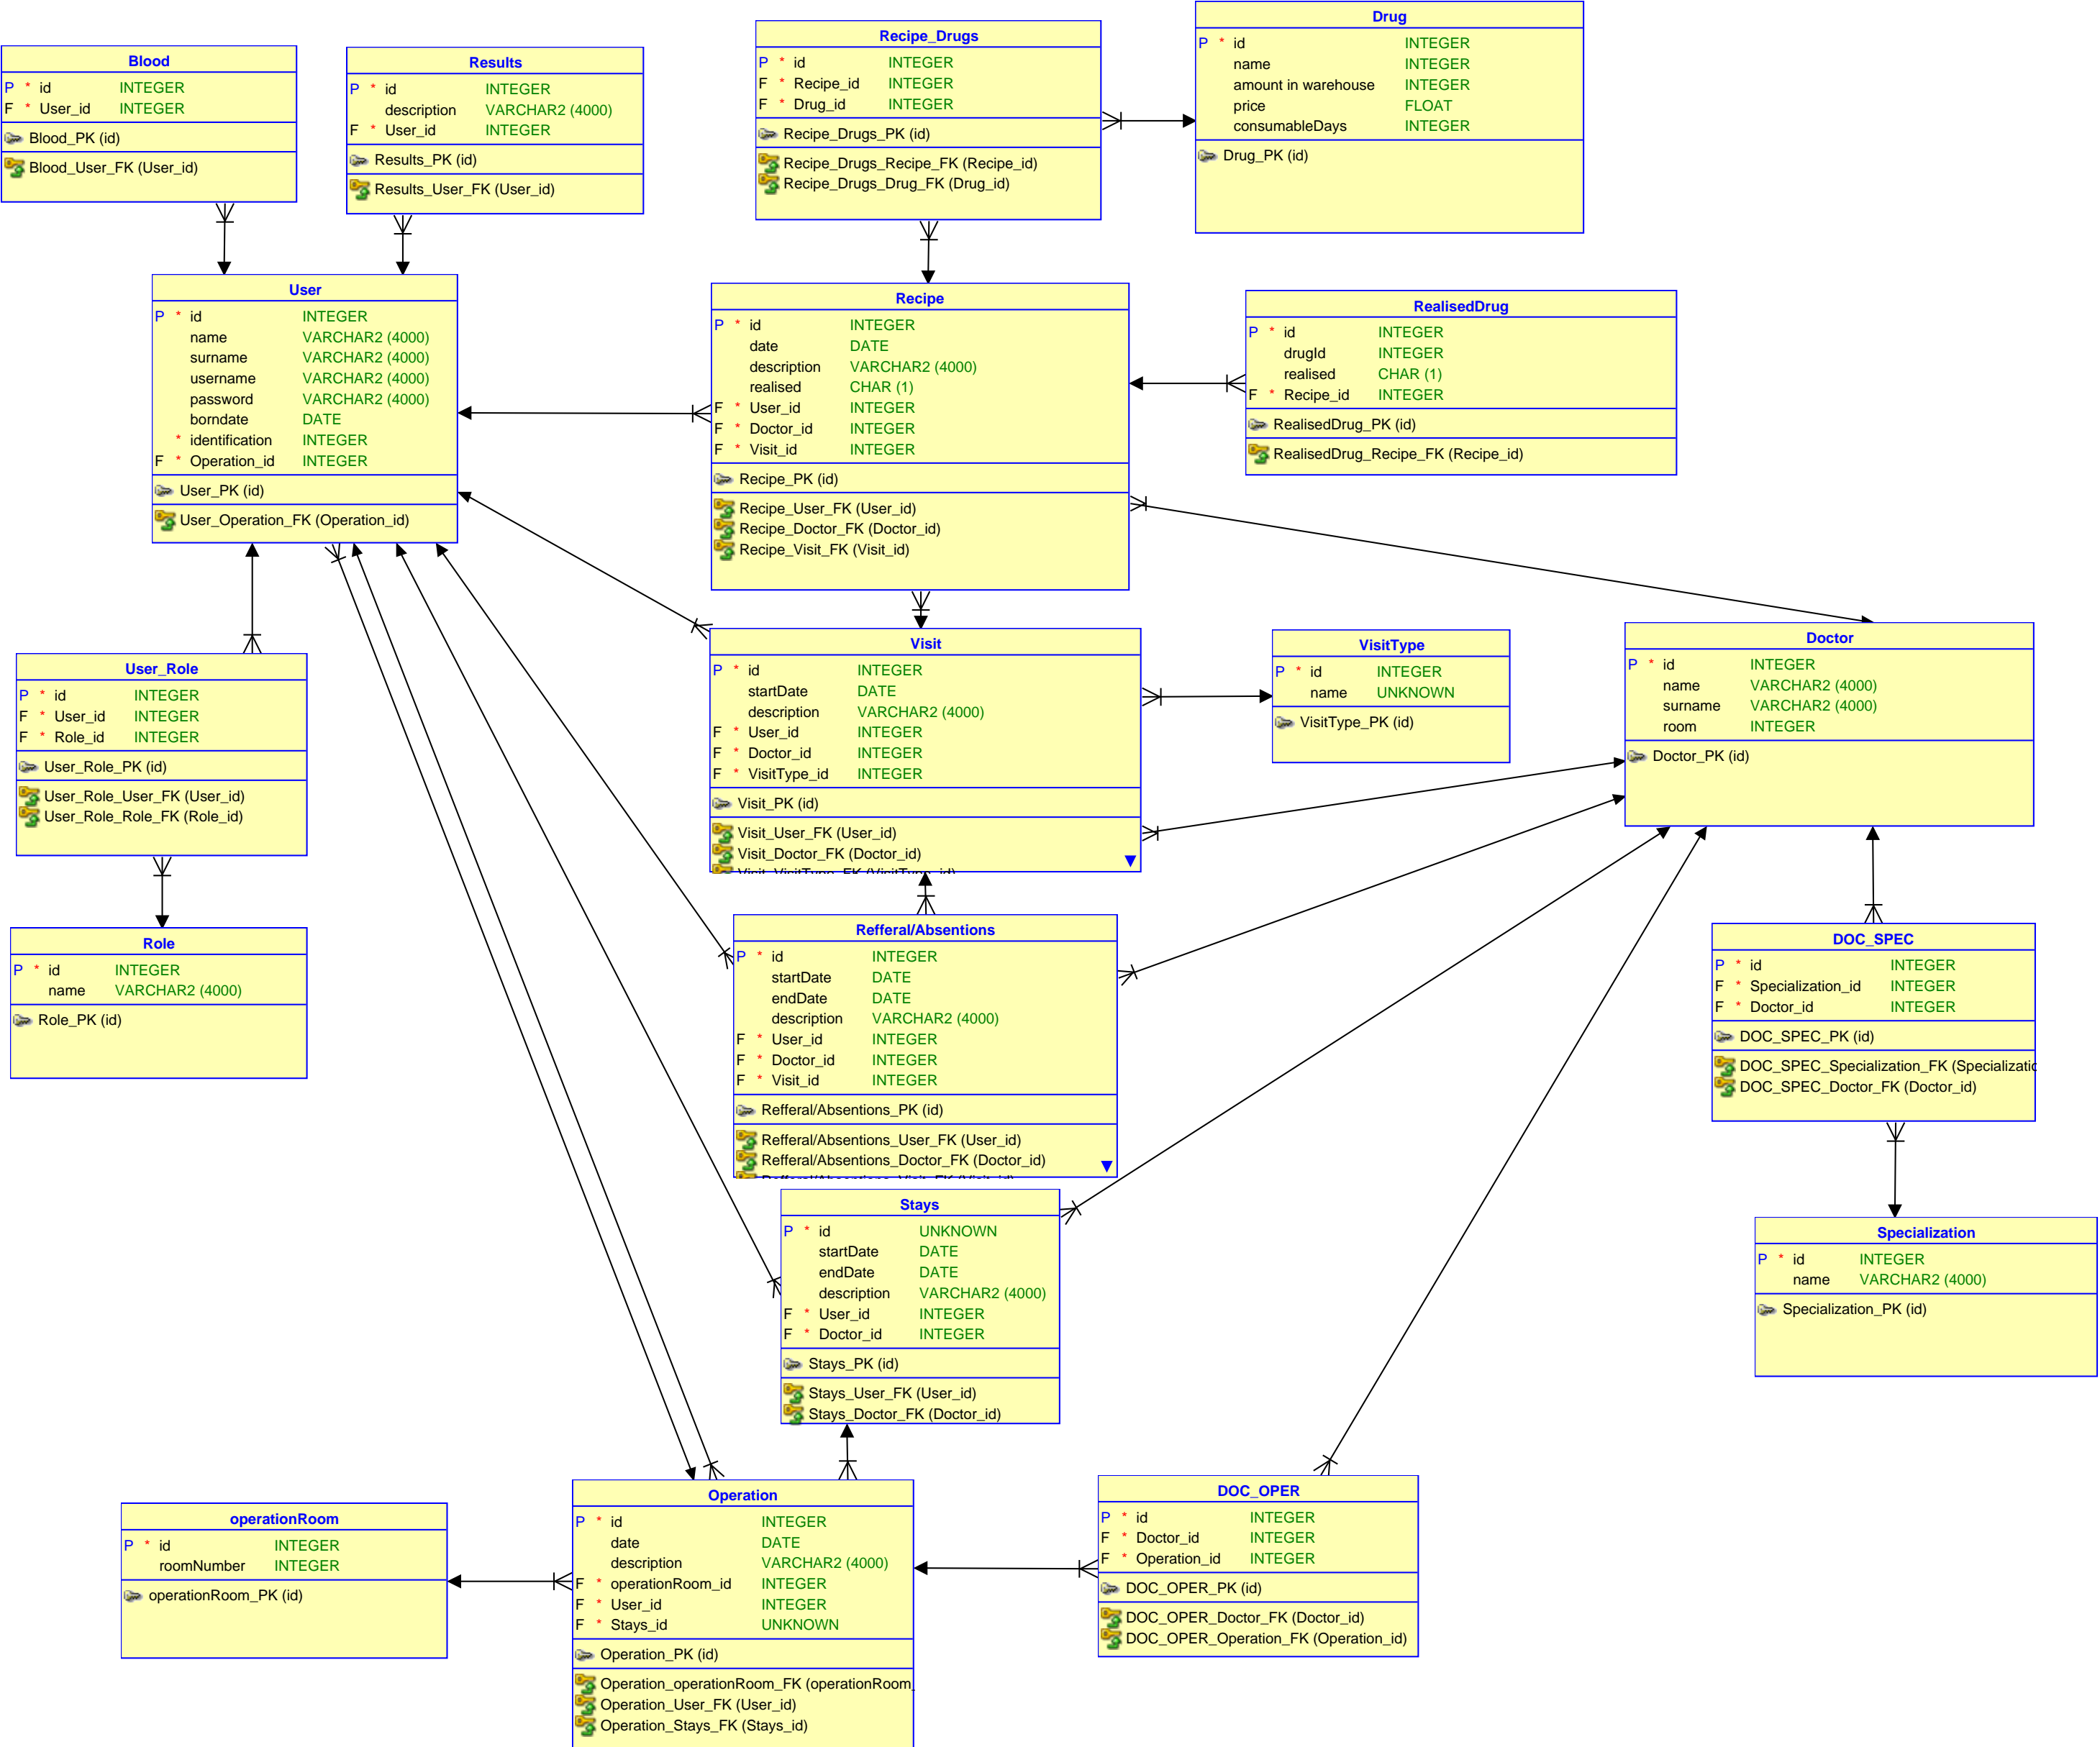 Blood
P * id INTEGER
F * User_id INTEGER
Blood_PK (id)
Blood_User_FK (User_id)
Results
P * id INTEGER
description VARCHAR2 (4000)
F * User_id INTEGER
Results_PK (id)
Results_User_FK (User_id)
Recipe_Drugs
P * id INTEGER
F * Recipe_id INTEGER
F * Drug_id INTEGER
Recipe_Drugs_PK (id)
Recipe_Drugs_Recipe_FK (Recipe_id)
Recipe_Drugs_Drug_FK (Drug_id)
Drug
P * id INTEGER
name INTEGER
amount in warehouse INTEGER
price FLOAT
consumableDays INTEGER
Drug_PK (id)
User
P * id INTEGER
name VARCHAR2 (4000)
surname VARCHAR2 (4000)
username VARCHAR2 (4000)
password VARCHAR2 (4000)
borndate DATE
* identification INTEGER
F * Operation_id INTEGER
User_PK (id)
User_Operation_FK (Operation_id)
Recipe
P * id INTEGER
date DATE
description VARCHAR2 (4000)
realised CHAR (1)
F * User_id INTEGER
F * Doctor_id INTEGER
F * Visit_id INTEGER
Recipe_PK (id)
Recipe_User_FK (User_id)
Recipe_Doctor_FK (Doctor_id)
Recipe_Visit_FK (Visit_id)
RealisedDrug
P * id INTEGER
drugId INTEGER
realised CHAR (1)
F * Recipe_id INTEGER
RealisedDrug_PK (id)
RealisedDrug_Recipe_FK (Recipe_id)
User_Role
P * id INTEGER
F * User_id INTEGER
F * Role_id INTEGER
User_Role_PK (id)
User_Role_User_FK (User_id)
User_Role_Role_FK (Role_id)
Visit
P * id INTEGER
startDate DATE
description VARCHAR2 (4000)
F * User_id INTEGER
F * Doctor_id INTEGER
F * VisitType_id INTEGER
Visit_PK (id)
Visit_User_FK (User_id)
Visit_Doctor_FK (Doctor_id)
Visit_VisitType_FK (VisitType_id)
VisitType
P * id INTEGER
name UNKNOWN
VisitType_PK (id)
Doctor
P * id INTEGER
name VARCHAR2 (4000)
surname VARCHAR2 (4000)
room INTEGER
Doctor_PK (id)
Role
P * id INTEGER
name VARCHAR2 (4000)
Role_PK (id)
Refferal/Absentions
P * id INTEGER
startDate DATE
endDate DATE
description VARCHAR2 (4000)
F * User_id INTEGER
F * Doctor_id INTEGER
F * Visit_id INTEGER
Refferal/Absentions_PK (id)
Refferal/Absentions_User_FK (User_id)
Refferal/Absentions_Doctor_FK (Doctor_id)
DOC_SPEC
P * id INTEGER
F * Specialization_id INTEGER
F * Doctor_id INTEGER
DOC_SPEC_PK (id)
DOC_SPEC_Specialization_FK (Specializatic
DOC_SPEC_Doctor_FK (Doctor_id)
Stays
P * id UNKNOWN
startDate DATE
endDate DATE
description VARCHAR2 (4000)
F * User_id INTEGER
F * Doctor_id INTEGER
Stays_PK (id)
Stays_User_FK (User_id)
Stays_Doctor_FK (Doctor_id)
Specialization
P * id INTEGER
name VARCHAR2 (4000)
Specialization_PK (id)
operationRoom
P * id INTEGER
roomNumber INTEGER
operationRoom_PK (id)
Operation
P * id INTEGER
date DATE
description VARCHAR2 (4000)
F * operationRoom_id INTEGER
F * User_id INTEGER
F * Stays_id UNKNOWN
Operation_PK (id)
Operation_operationRoom_FK (operationRoom_
Operation_User_FK (User_id)
Operation_Stays_FK (Stays_id)
DOC_OPER
P * id INTEGER
F * Doctor_id INTEGER
F * Operation_id INTEGER
DOC_OPER_PK (id)
DOC_OPER_Doctor_FK (Doctor_id)
DOC_OPER_Operation_FK (Operation_id)